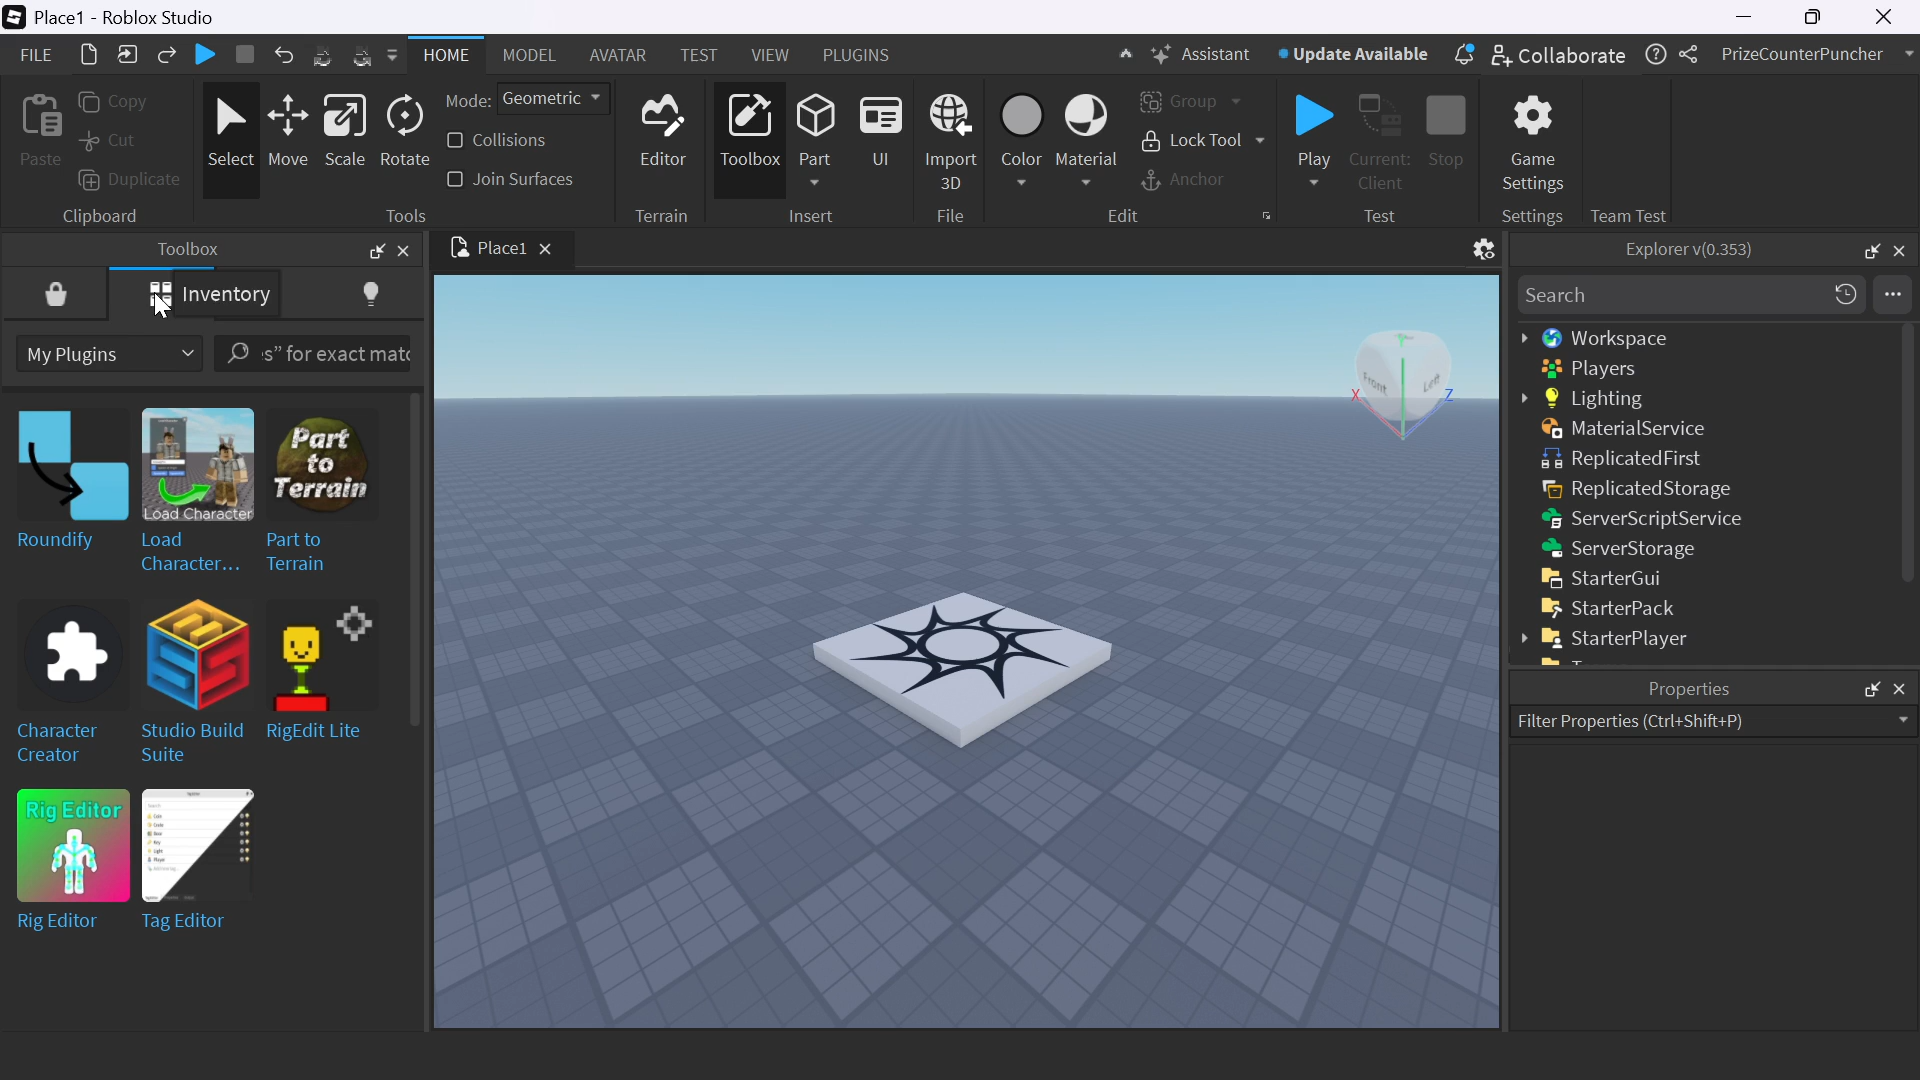 Place1 - Roblox Studio
FILE HOME MODEL AVATAR TEST VIEW PLUGINS Assistant Update Available Collaborate PrizeCounterPuncher
Paste Copy Cut Duplicate
Clipboard
Select Move Scale Rotate
Mode: Geometric
Collisions
Join Surfaces
Tools
Editor
Terrain
Toolbox Part UI
Insert
Import
3D
File
Color Material
Group
Lock Tool
Anchor
Edit
Play Current:
Client Stop
Test
Game
Settings
Settings
Team Test
Toolbox
Inventory
My Plugins s” for exact matc
Part
to
Terrain
Load Character
Roundify
Load
Character...
Part to
Terrain
Character
Creator
Studio Build
Suite
RigEdit Lite
Rig Editor
Rig Editor
Tag Editor
Place1
Front Left
X Z
Explorer v(0.353)
Search
Workspace
Players
Lighting
MaterialService
ReplicatedFirst
ReplicatedStorage
ServerScriptService
ServerStorage
StarterGui
StarterPack
StarterPlayer
Properties
Filter Properties (Ctrl+Shift+P)